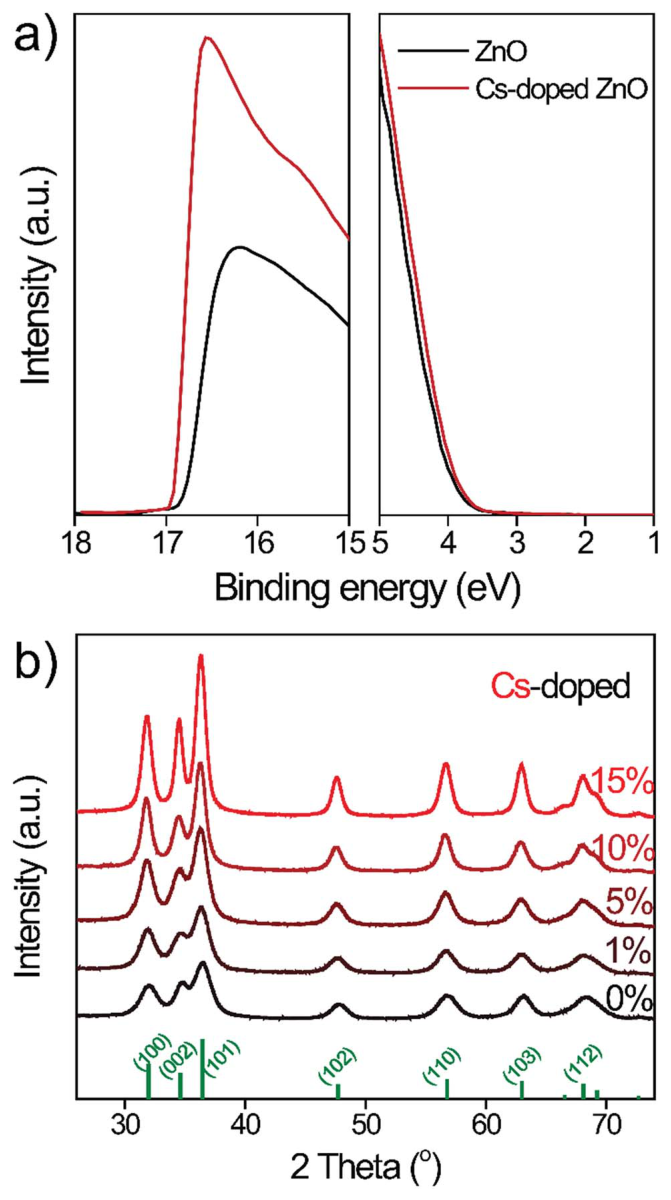 a)
ZnO
Cs-doped ZnO
Intensity (a.u.)
18 17 16 15 5 4 3 2 1
Binding energy (eV)
b)
Cs-doped
15%
10%
5%
1%
0%
Intensity (a.u.)
(100) (002) (101) (102) (110) (103) (112)
30 40 50 60 70
2 Theta (°)